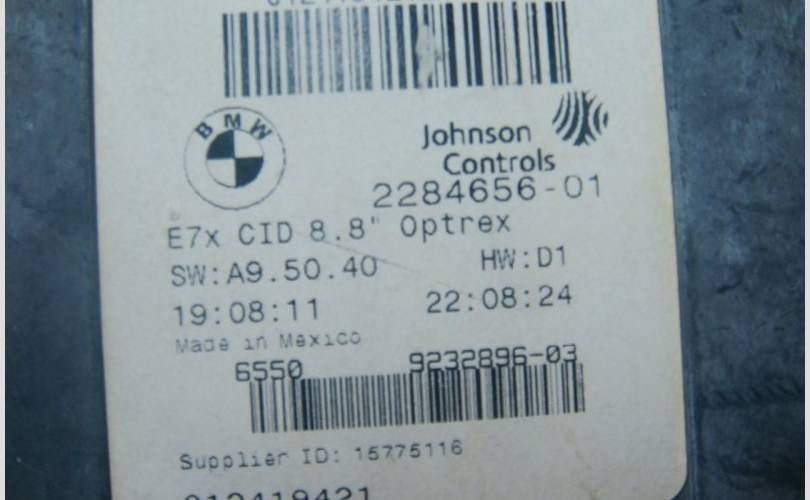 BMW
Johnson
Controls
2284656-01
E7x CID 8.8" Optrex
SW:A9.50.40 HW:D1
19:08:11 22:08:24
Made in Mexico
6550 9232896-03
Supplier ID: 15775116
012419421